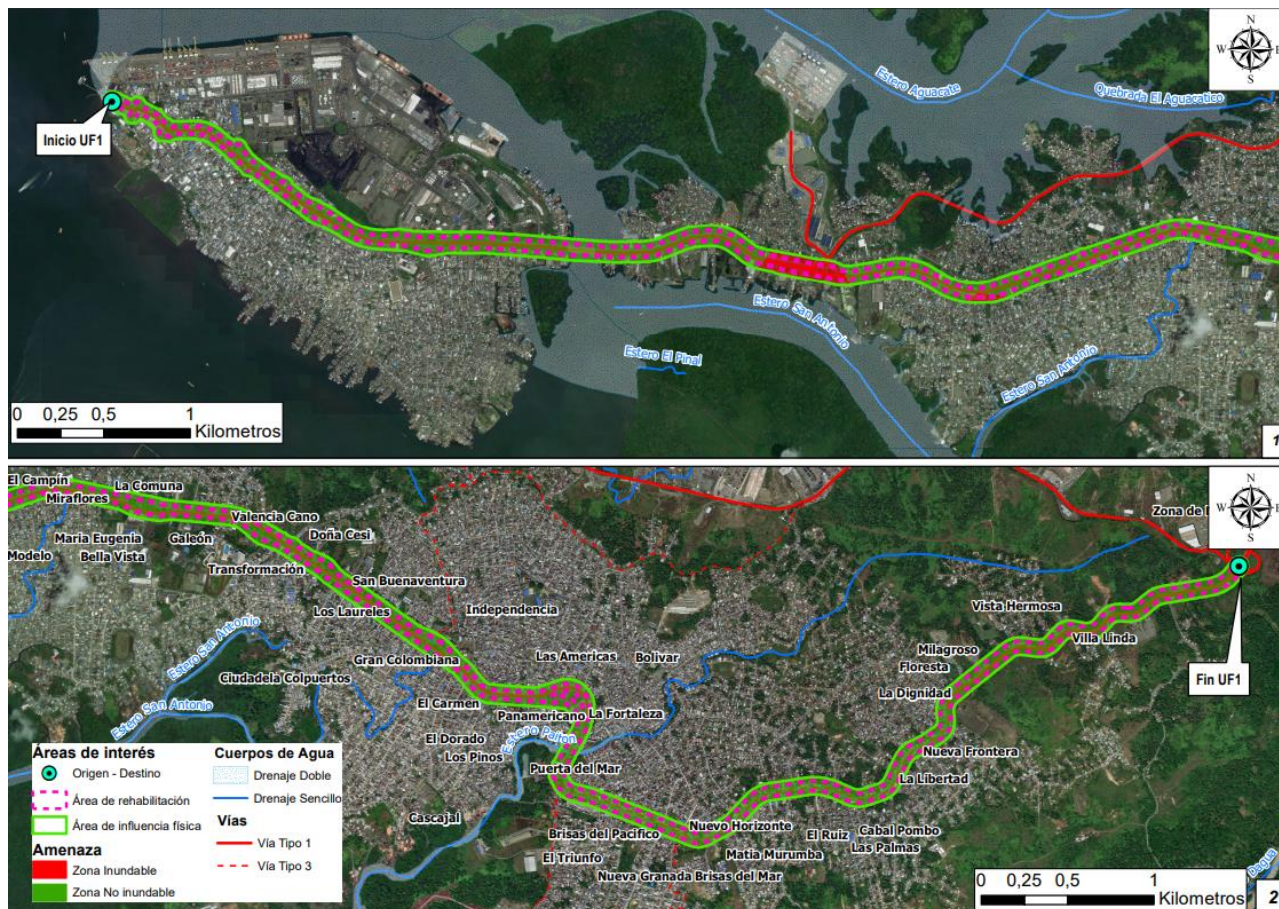 N
W
S
Estero Aguacate
Quebrada El Aguacatico
Inicio UF1
Estero San Antonio
Estero El Pinal
Estero San Antonio
0 0,25 0,5 1
Kilometros
1
El Campín
La Comuna
Miraflores
Valencia Cano
Zona de
N
W
S
Maria Eugenia
Galeón
Doña Cesi
Modelo
Bella Vista
Transformación
San Buenaventura
Los Laureles
Independencia
Vista Hermosa
Villa Linda
Estero San Antonio
Gran Colombiana
Las Americas
Bolivar
Milagroso
Floresta
Fin UF1
Ciudadela Colpuertos
La Dignidad
Estero San Antonio
El Carmen
Panamericano
La Fortaleza
El Dorado
Estero Pailon
Los Pinos
Nueva Frontera
Puerta del Mar
La Libertad
Cascajal
Brisas del Pacifico
Nuevo Horizonte
El Ruiz
Cabal Pombo
Las Palmas
El Triunfo
Matia Murumba
Nueva Granada
Brisas del Mar
Dagua
Áreas de interés
Origen - Destino
Área de rehabilitación
Área de influencia física
Amenaza
Zona Inundable
Zona No inundable
Cuerpos de Agua
Drenaje Doble
Drenaje Sencillo
Vías
Vía Tipo 1
Vía Tipo 3
0 0,25 0,5 1
Kilometros
2